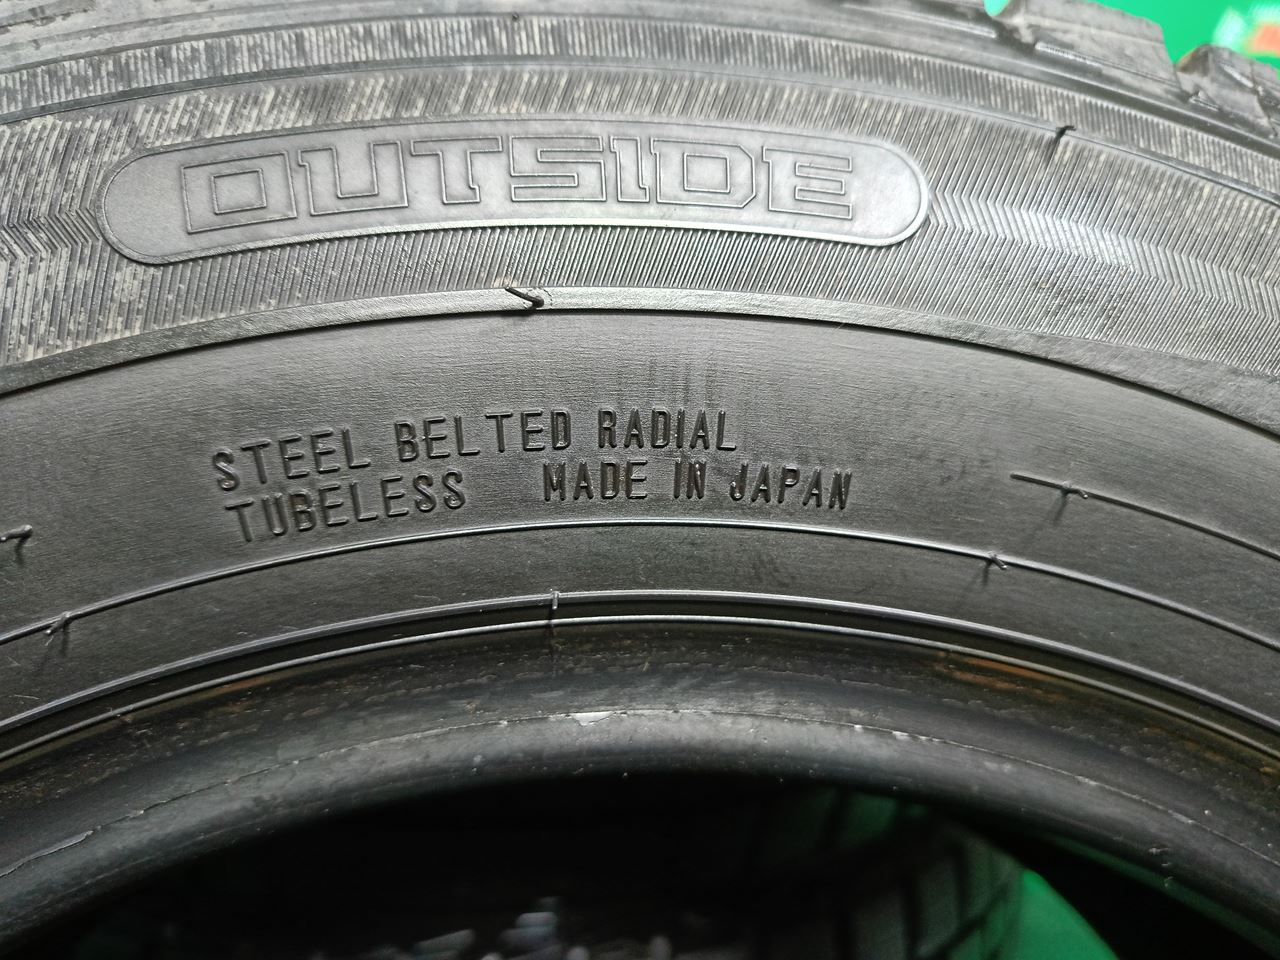 OUTSIDE
STEEL BELTED RADIAL
TUBELESS MADE IN JAPAN